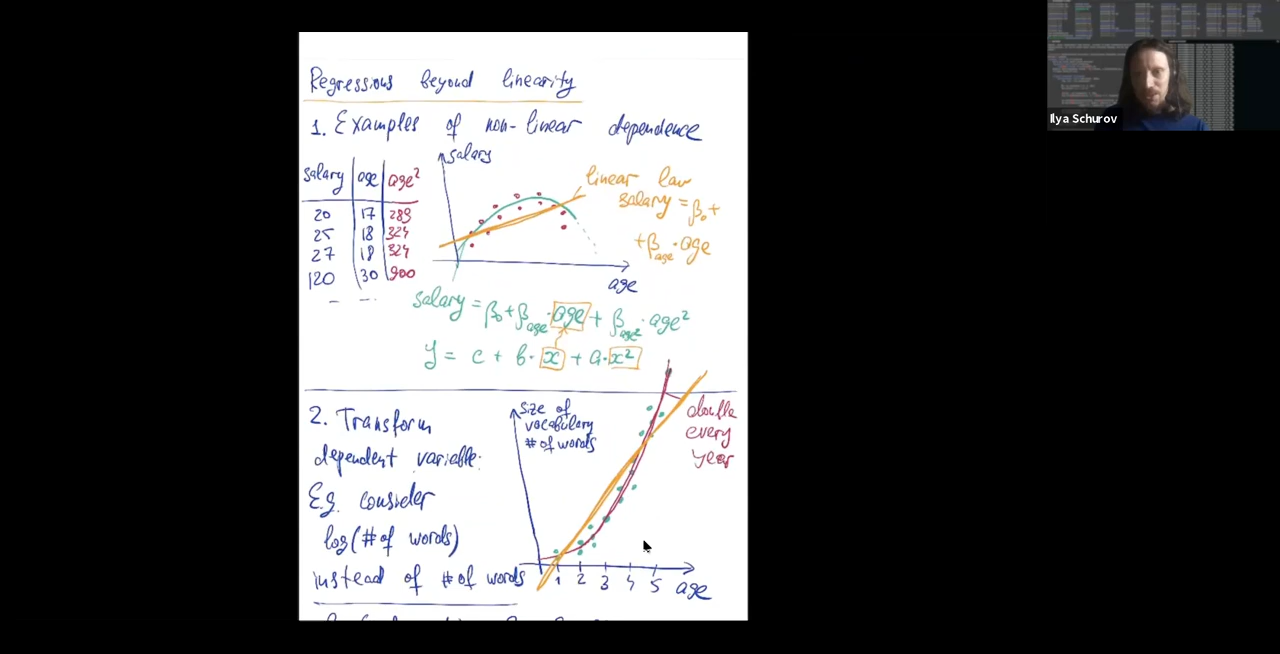 Regressions beyond linearity
1. Examples of non-linear dependence
salary age age²
20 17 289
25 18 324
27 18 324
120 30 900
salary
age
linear law
salary = β₀ +
+ β_age · age
salary = β₀ + β_age · age + β_age² · age²
y = c + b · x + a · x²
2. Transform
dependent variable:
E.g. consider
log(# of words)
instead of # of words
size of
vocabulary
# of words
1 2 3 4 5 age
double
every
year
Ilya Schurov